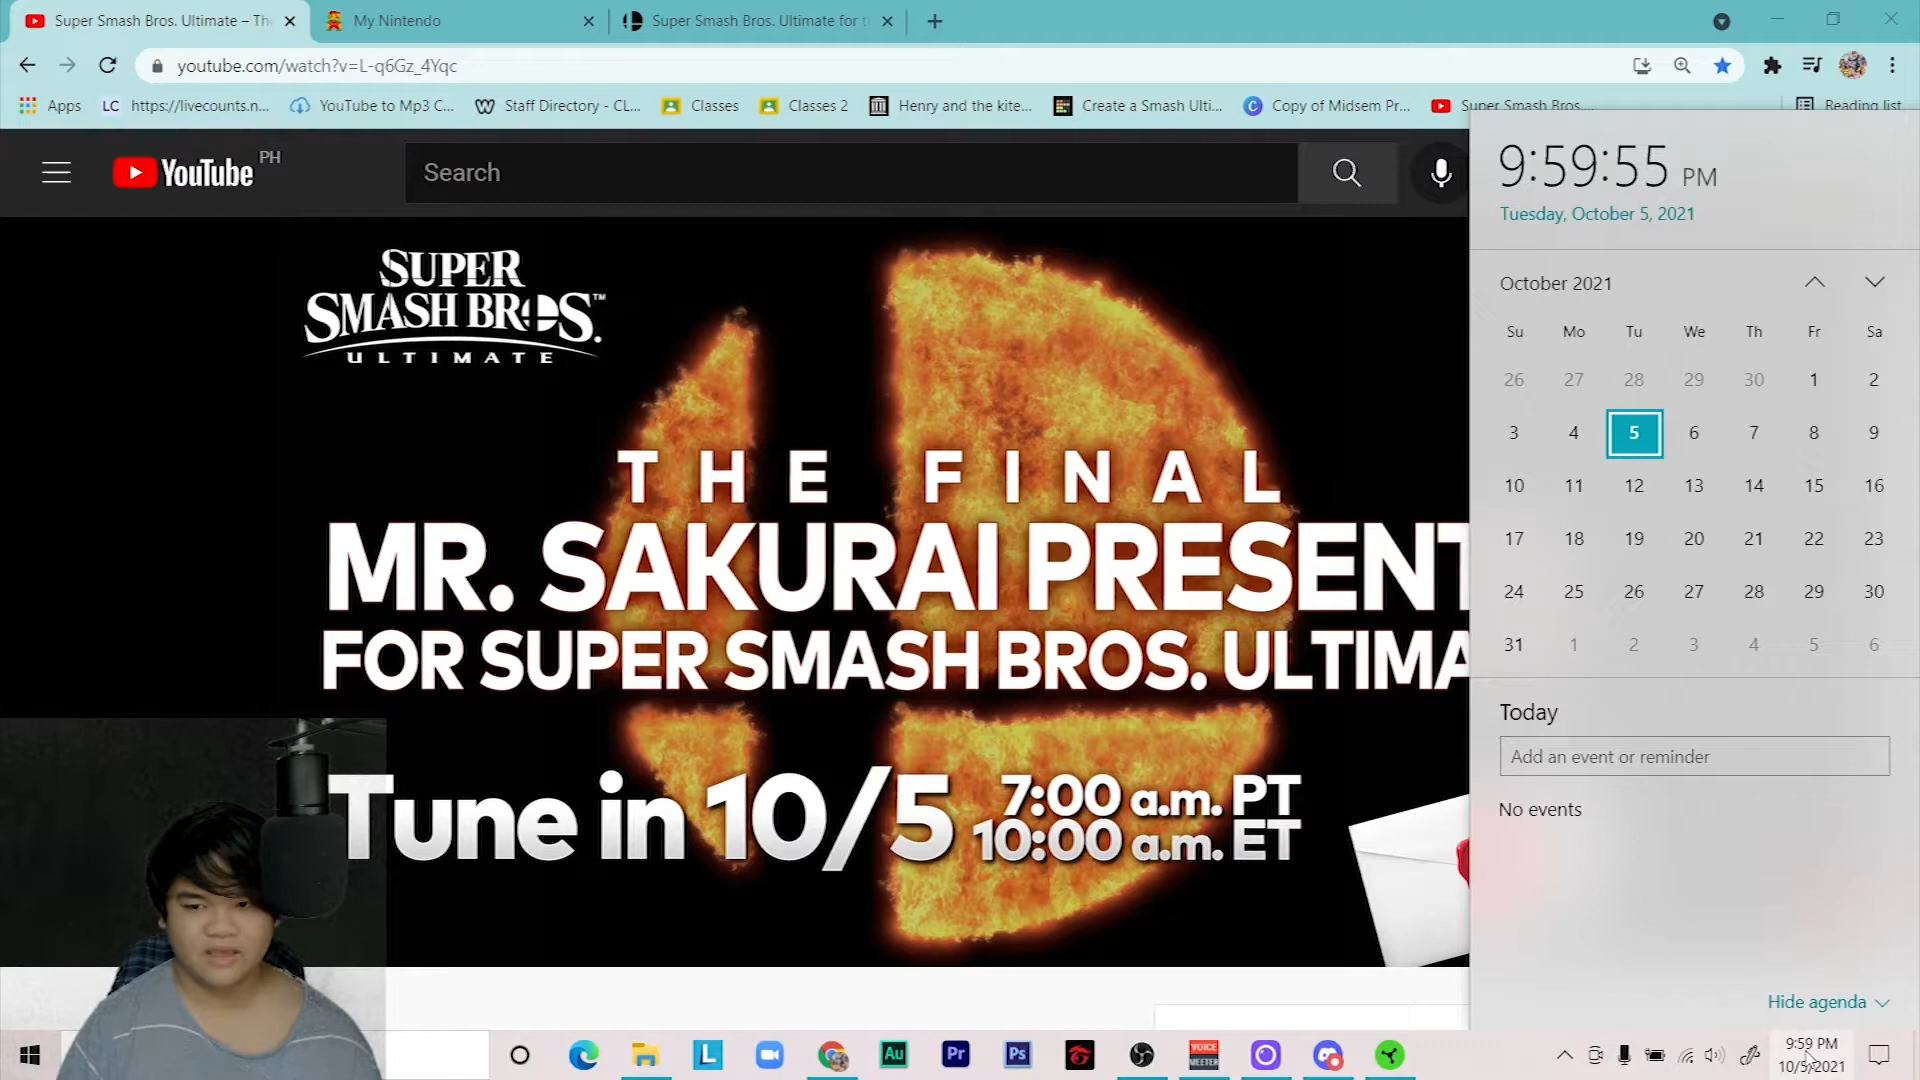 Super Smash Bros. Ultimate – Th
My Nintendo
Super Smash Bros. Ultimate for t
youtube.com/watch?v=L-q6Gz_4Yqc
Apps
LC https://livecounts.n...
YouTube to Mp3 C...
Staff Directory - CL...
Classes
Classes 2
Henry and the kite...
Create a Smash Ulti...
Copy of Midsem Pr...
Super Smash Bros...
Reading list
YouTube PH
Search
9:59:55 PM
Tuesday, October 5, 2021
October 2021
Su Mo Tu We Th Fr Sa
26 27 28 29 30 1 2
3 4 5 6 7 8 9
10 11 12 13 14 15 16
17 18 19 20 21 22 23
24 25 26 27 28 29 30
31 1 2 3 4 5 6
Today
Add an event or reminder
No events
Hide agenda
SUPER
SMASH BROS.™
ULTIMATE
THE FINAL
MR. SAKURAI PRESENT
FOR SUPER SMASH BROS. ULTIMA
Tune in 10/5
7:00 a.m. PT
10:00 a.m. ET
L
Au
Pr
Ps
VOICE
MEETER
9:59 PM
10/5/2021